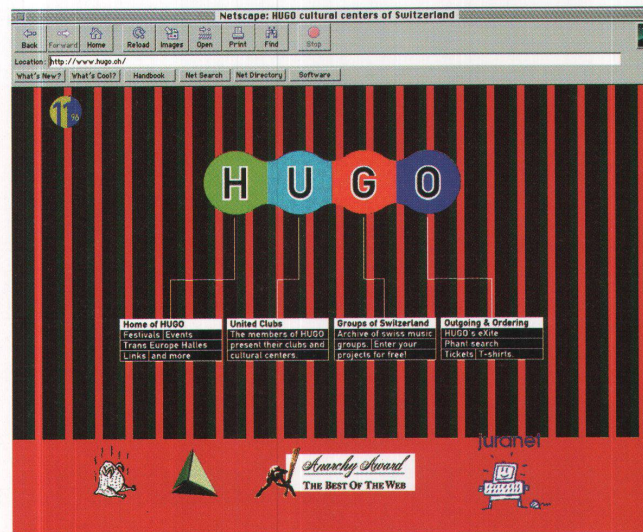 Netscape: HUGO cultural centers of Switzerland
Back Forward Home Reload Images Open Print Find Stop
Location: http://www.hugo.ch/
What's New? What's Cool? Handbook Net Search Net Directory Software
11 96
HUGO
Home of HUGO
Festivals Events
Trans Europe Halles
Links and more
United Clubs
The members of HUGO
present their clubs and
cultural centers.
Groups of Switzerland
Archive of swiss music
groups. Enter your
projects for free!
Outgoing & Ordering
HUGO's eXite
Phant search
Tickets T-shirts.
Anarchy Award
THE BEST OF THE WEB
juranet